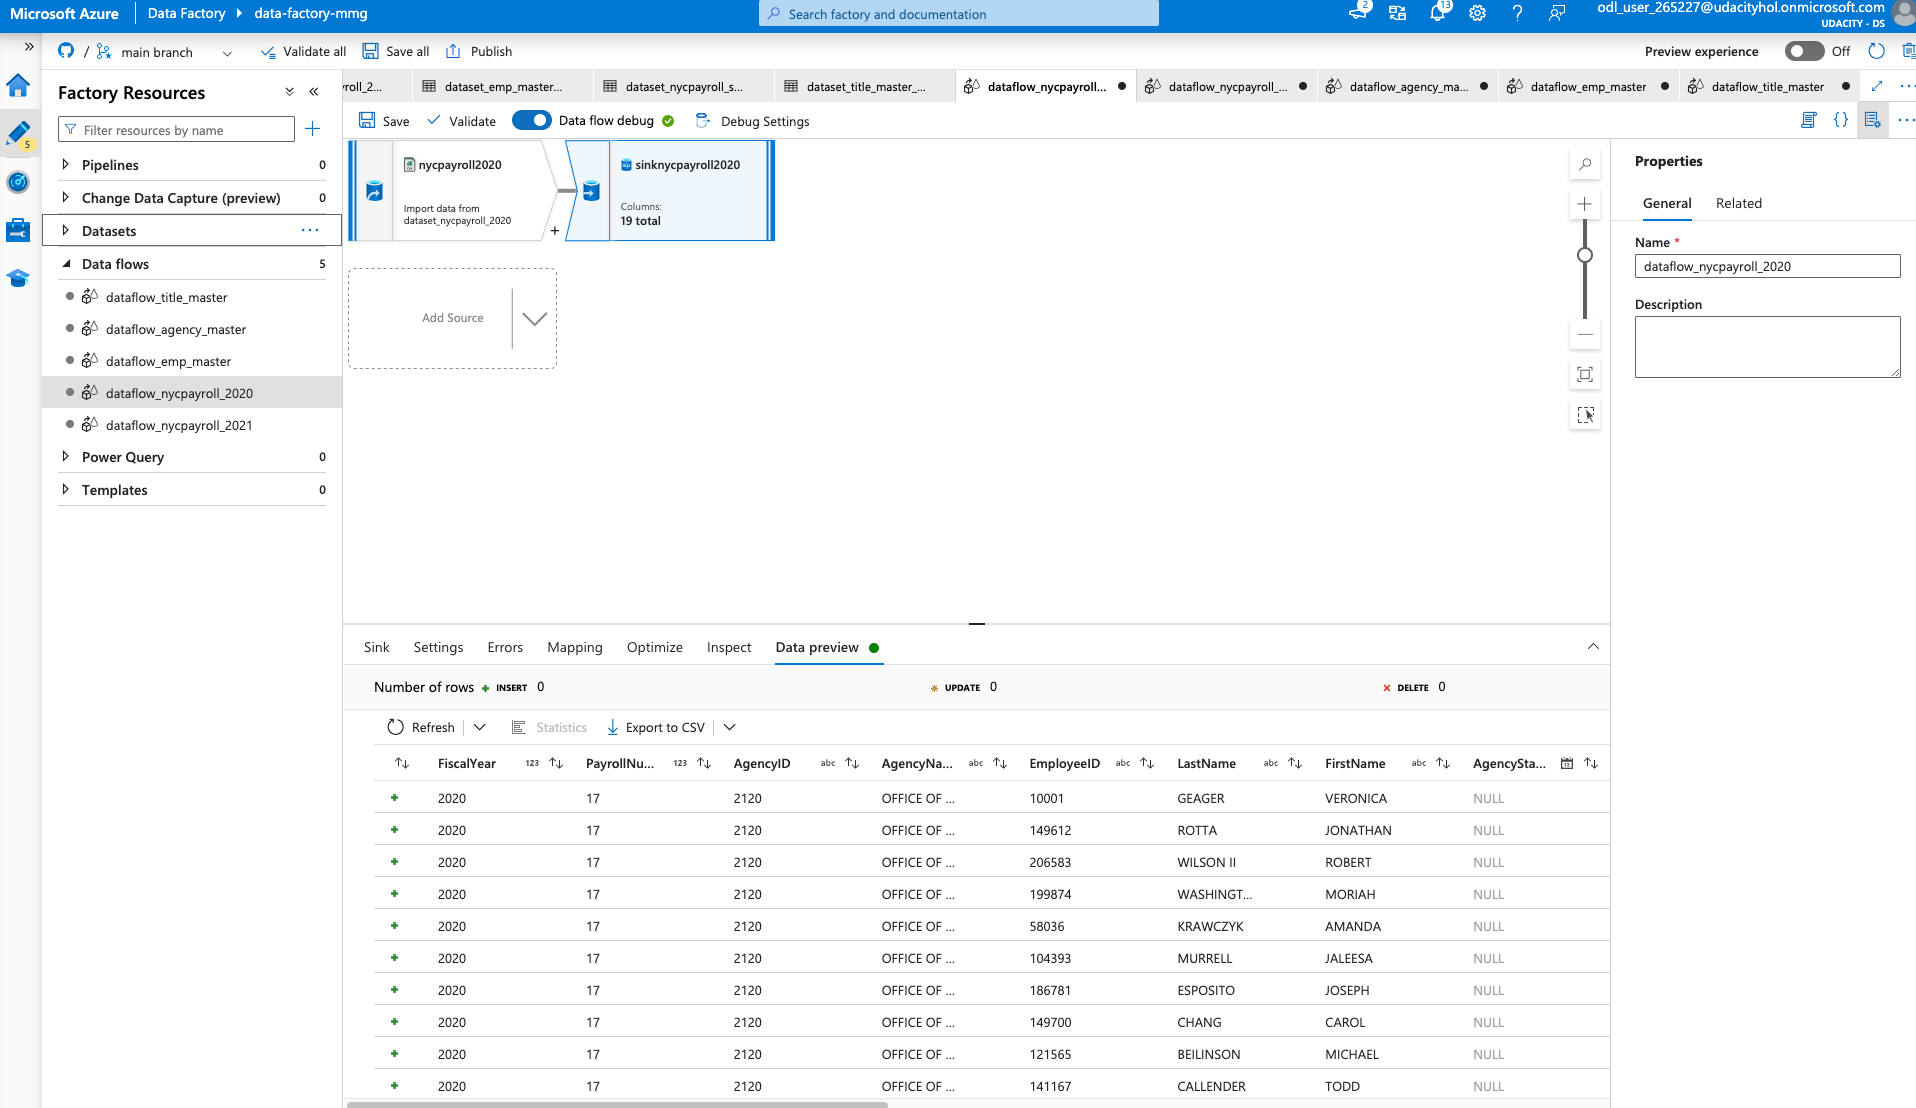 Microsoft Azure Data Factory data-factory-mmg Search factory and documentation 2 13 odl_user_265227@udacityhol.onmicrosoft.com
UDACITY - DS
/ main branch Validate all Save all Publish Preview experience Off
Factory Resources
roll_2... dataset_emp_master... dataset_nycpayroll_s... dataset_title_master_... dataflow_nycpayroll... dataflow_nycpayroll_... dataflow_agency_ma... dataflow_emp_master dataflow_title_master
Save Validate Data flow debug Debug Settings
Filter resources by name
5
Pipelines 0
Change Data Capture (preview) 0
Datasets
Data flows 5
dataflow_title_master
dataflow_agency_master
dataflow_emp_master
dataflow_nycpayroll_2020
dataflow_nycpayroll_2021
Power Query 0
Templates 0
nycpayroll2020
Import data from
dataset_nycpayroll_2020
+
sinknycpayroll2020
Columns:
19 total
Add Source
Properties
General Related
Name *
dataflow_nycpayroll_2020
Description
Sink Settings Errors Mapping Optimize Inspect Data preview
Number of rows INSERT 0 UPDATE 0 DELETE 0
Refresh Statistics Export to CSV
FiscalYear 123 PayrollNu... 123 AgencyID abc AgencyNa... abc EmployeeID abc LastName abc FirstName abc AgencySta...
2020 17 2120 OFFICE OF ... 10001 GEAGER VERONICA NULL
2020 17 2120 OFFICE OF ... 149612 ROTTA JONATHAN NULL
2020 17 2120 OFFICE OF ... 206583 WILSON II ROBERT NULL
2020 17 2120 OFFICE OF ... 199874 WASHINGT... MORIAH NULL
2020 17 2120 OFFICE OF ... 58036 KRAWCZYK AMANDA NULL
2020 17 2120 OFFICE OF ... 104393 MURRELL JALEESA NULL
2020 17 2120 OFFICE OF ... 186781 ESPOSITO JOSEPH NULL
2020 17 2120 OFFICE OF ... 149700 CHANG CAROL NULL
2020 17 2120 OFFICE OF ... 121565 BEILINSON MICHAEL NULL
2020 17 2120 OFFICE OF ... 141167 CALLENDER TODD NULL